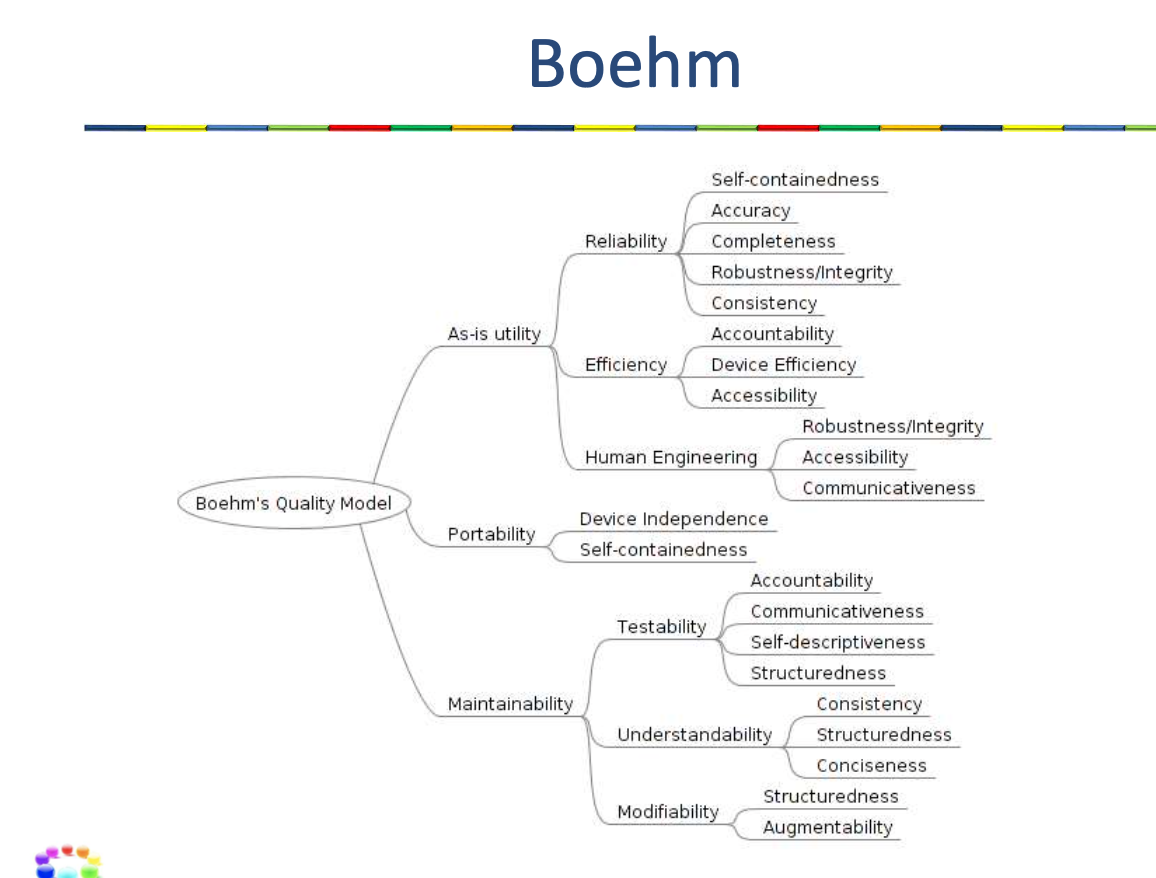 Boehm
Self-containedness
Accuracy
Reliability
Completeness
Robustness/Integrity
Consistency
As-is utility
Accountability
Efficiency
Device Efficiency
Accessibility
Robustness/Integrity
Human Engineering
Accessibility
Communicativeness
Boehm's Quality Model
Device Independence
Portability
Self-containedness
Accountability
Communicativeness
Testability
Self-descriptiveness
Structuredness
Maintainability
Consistency
Understandability
Structuredness
Conciseness
Structuredness
Modifiability
Augmentability